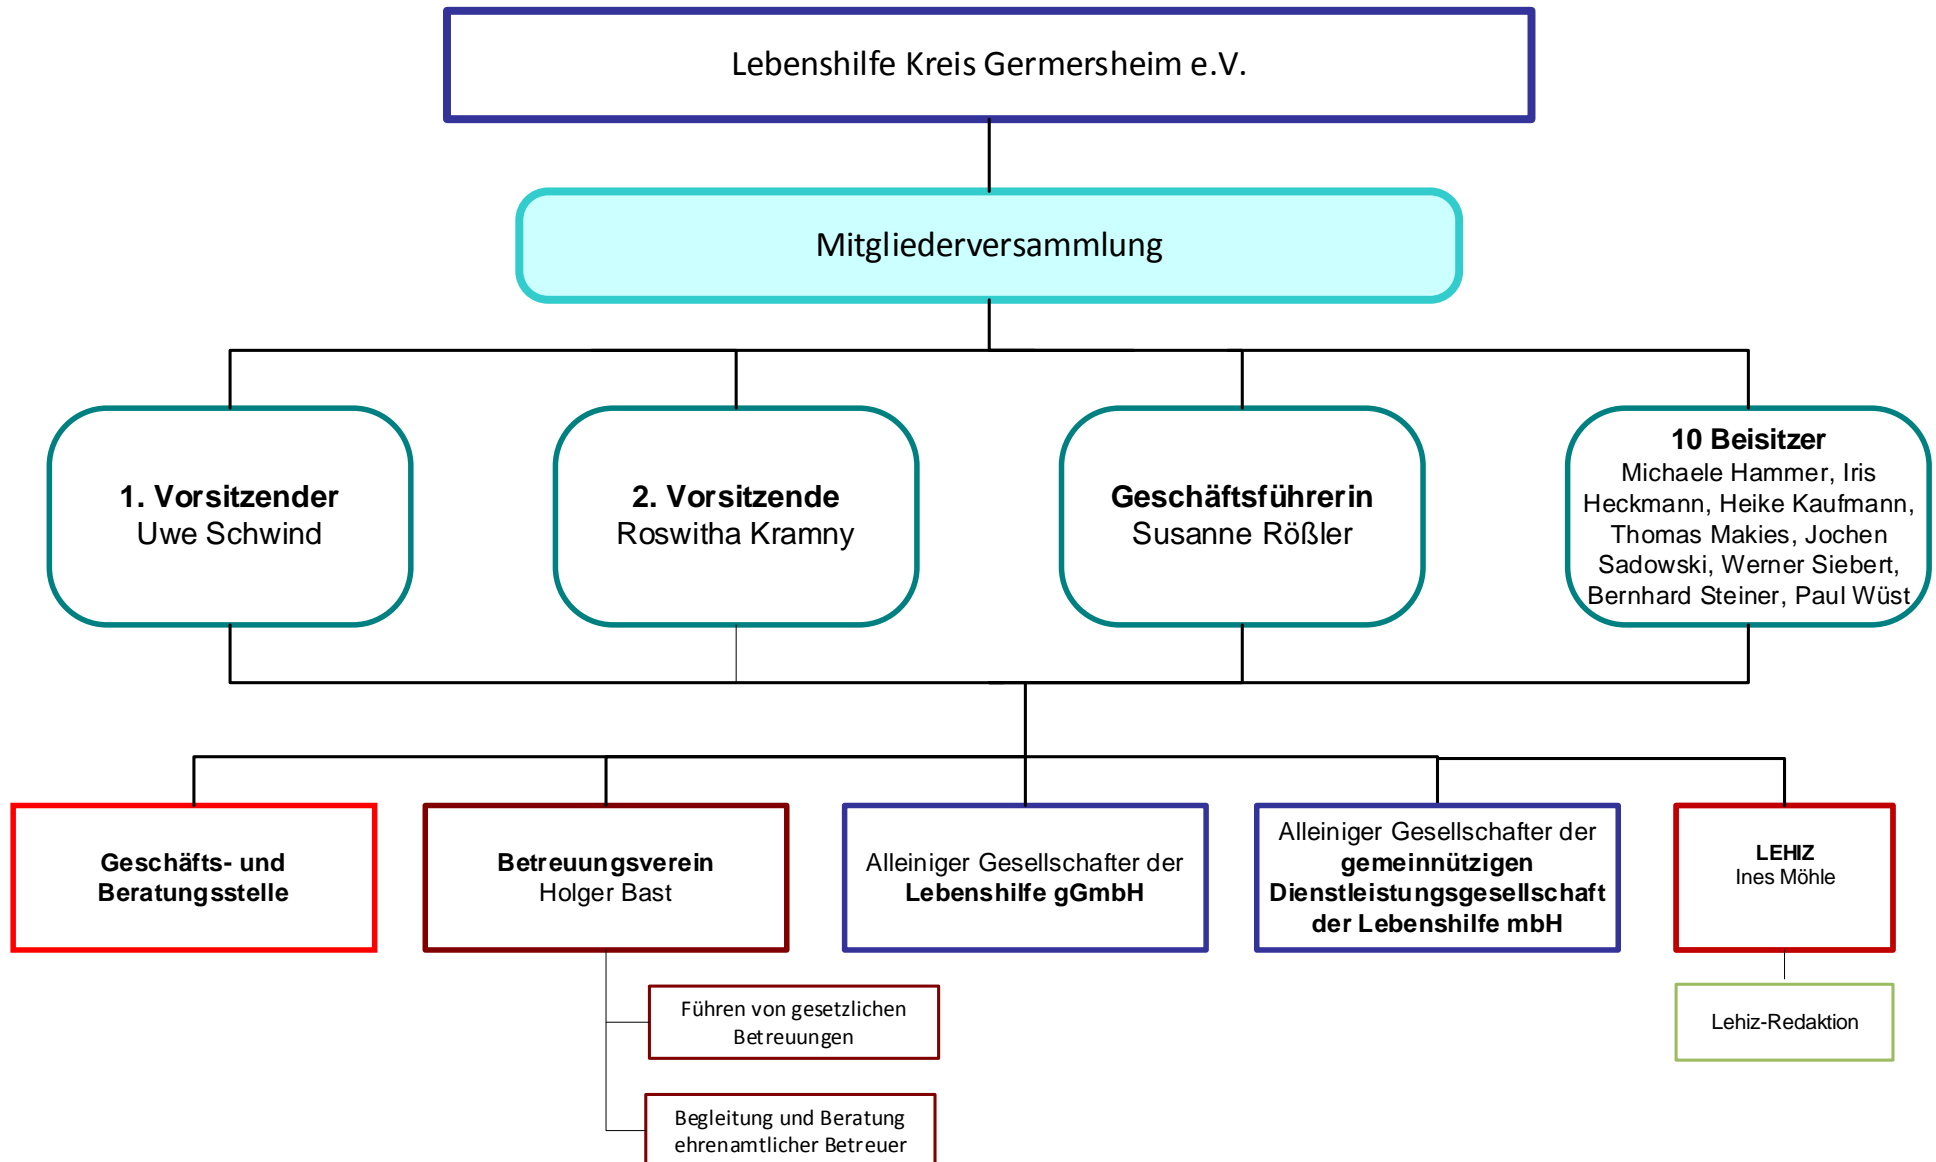 Lebenshilfe Kreis Germersheim e.V.
Mitgliederversammlung
1. Vorsitzender
Uwe Schwind
2. Vorsitzende
Roswitha Kramny
Geschäftsführerin
Susanne Rößler
10 Beisitzer
Michaele Hammer, Iris
Heckmann, Heike Kaufmann,
Thomas Makies, Jochen
Sadowski, Werner Siebert,
Bernhard Steiner, Paul Wüst
Geschäfts- und
Beratungsstelle
Betreuungsverein
Holger Bast
Alleiniger Gesellschafter der
Lebenshilfe gGmbH
Alleiniger Gesellschafter der
gemeinnützigen
Dienstleistungsgesellschaft
der Lebenshilfe mbH
LEHIZ
Ines Möhle
Führen von gesetzlichen
Betreuungen
Lehiz-Redaktion
Begleitung und Beratung
ehrenamtlicher Betreuer